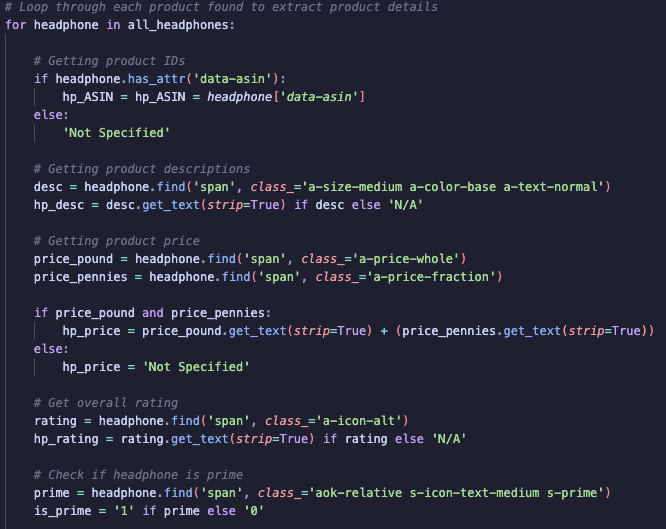 # Loop through each product found to extract product details
for headphone in all_headphones:
# Getting product IDs
if headphone.has_attr('data-asin'):
hp_ASIN = hp_ASIN = headphone['data-asin']
else:
'Not Specified'
# Getting product descriptions
desc = headphone.find('span', class_='a-size-medium a-color-base a-text-normal')
hp_desc = desc.get_text(strip=True) if desc else 'N/A'
# Getting product price
price_pound = headphone.find('span', class_='a-price-whole')
price_pennies = headphone.find('span', class_='a-price-fraction')
if price_pound and price_pennies:
hp_price = price_pound.get_text(strip=True) + (price_pennies.get_text(strip=True))
else:
hp_price = 'Not Specified'
# Get overall rating
rating = headphone.find('span', class_='a-icon-alt')
hp_rating = rating.get_text(strip=True) if rating else 'N/A'
# Check if headphone is prime
prime = headphone.find('span', class_='aok-relative s-icon-text-medium s-prime')
is_prime = '1' if prime else '0'